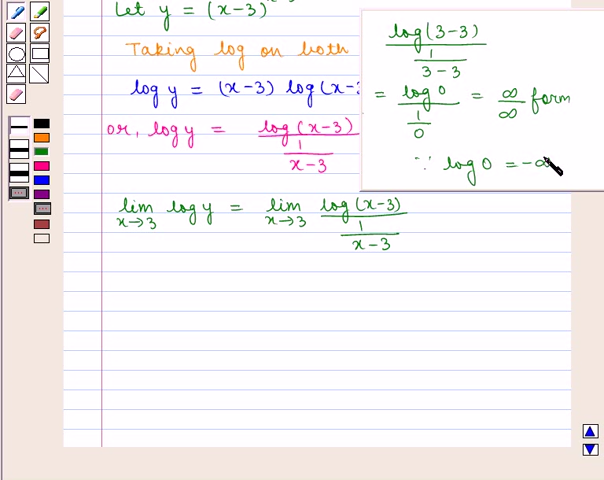 Let y = (x-3)
Taking log on both
log y = (x-3) log (x-3
or, log y = log(x-3) / (1/(x-3))
lim x→3 log y = lim x→3 log(x-3) / (1/(x-3))
log(3-3) / (1/(3-3))
= log 0 / (1/0) = ∞/∞ form
∵ log 0 = -∞